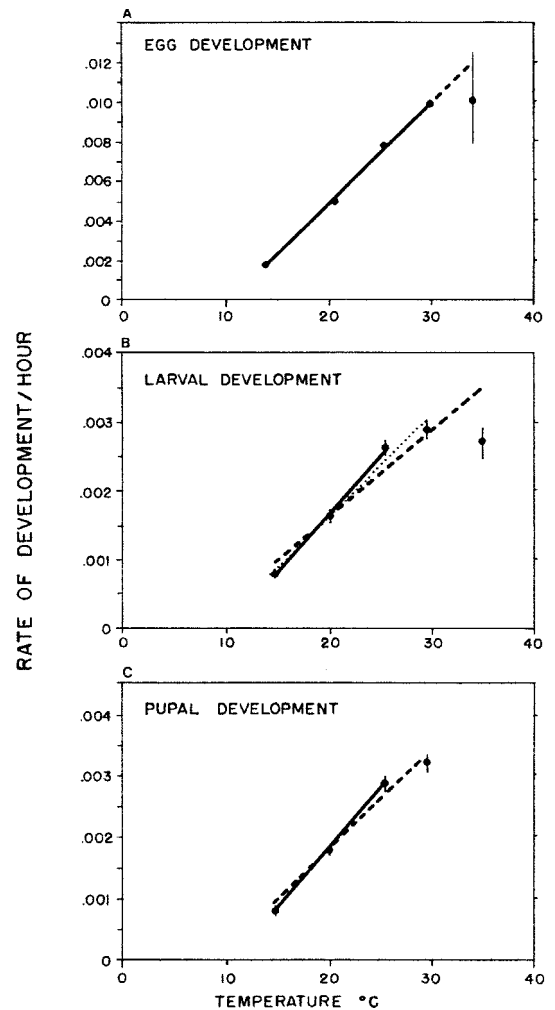 RATE OF DEVELOPMENT/HOUR
A
EGG DEVELOPMENT
.012
.010
.008
.006
.004
.002
0
0 10 20 30 40
B
LARVAL DEVELOPMENT
.004
.003
.002
.001
0
0 10 20 30 40
C
PUPAL DEVELOPMENT
.004
.003
.002
.001
0
0 10 20 30 40
TEMPERATURE °C